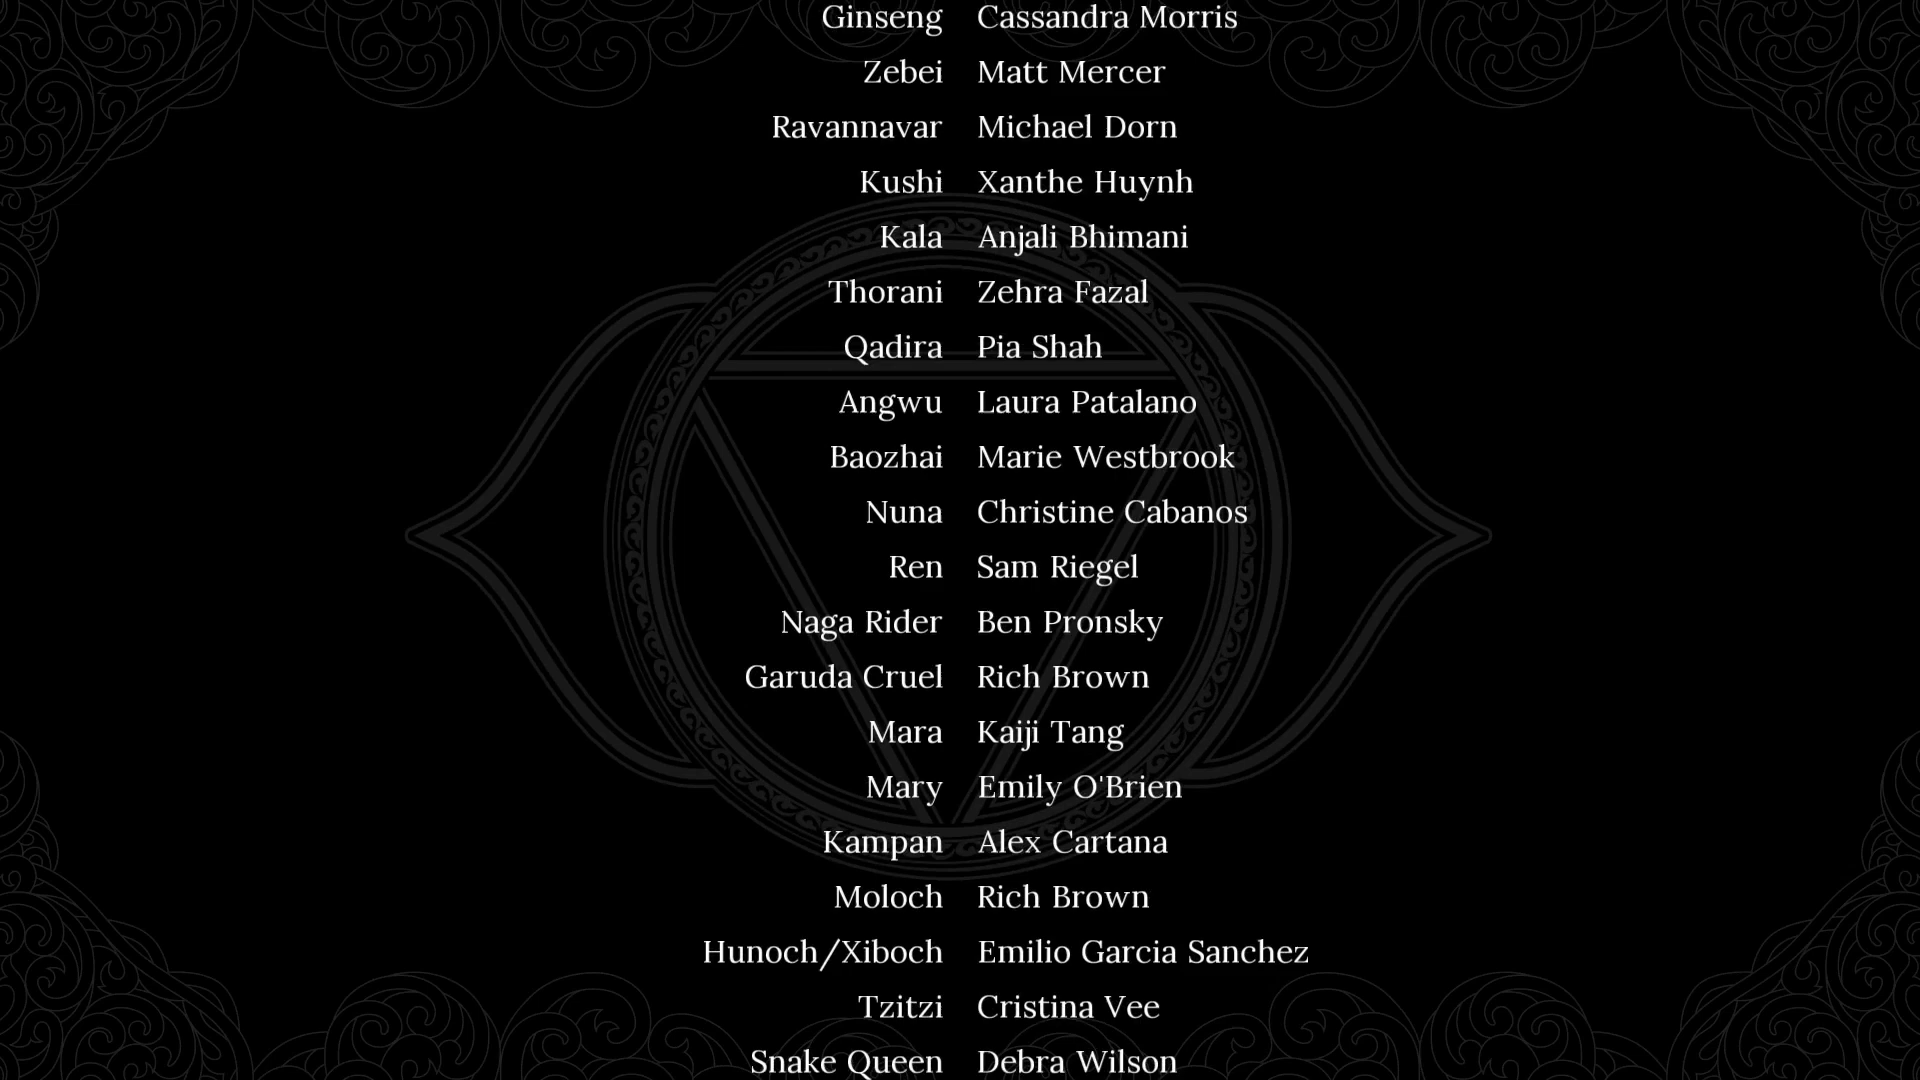 Ginseng Cassandra Morris
Zebei Matt Mercer
Ravannavar Michael Dorn
Kushi Xanthe Huynh
Kala Anjali Bhimani
Thorani Zehra Fazal
Qadira Pia Shah
Angwu Laura Patalano
Baozhai Marie Westbrook
Nuna Christine Cabanos
Ren Sam Riegel
Naga Rider Ben Pronsky
Garuda Cruel Rich Brown
Mara Kaiji Tang
Mary Emily O'Brien
Kampan Alex Cartana
Moloch Rich Brown
Hunoch/Xiboch Emilio Garcia Sanchez
Tzitzi Cristina Vee
Snake Queen Debra Wilson